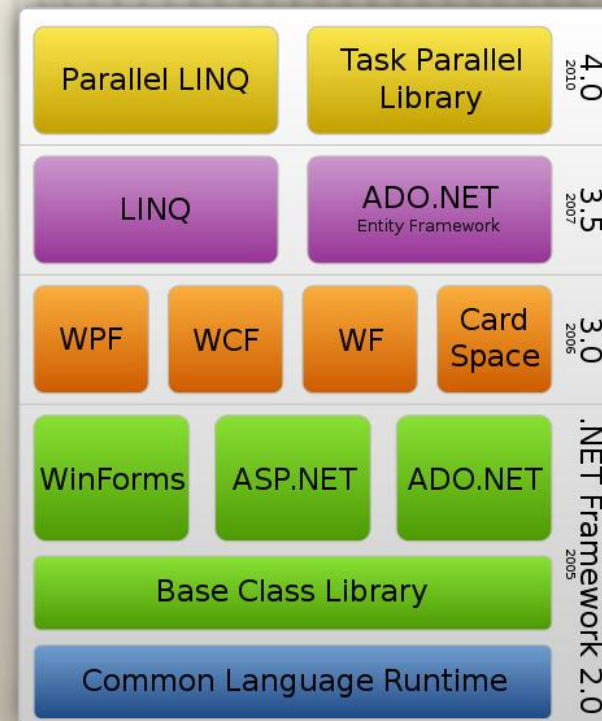 Parallel LINQ
Task Parallel
Library
4.0
2010
LINQ
ADO.NET
Entity Framework
3.5
2007
WPF
WCF
WF
Card
Space
3.0
2006
WinForms
ASP.NET
ADO.NET
Base Class Library
Common Language Runtime
.NET Framework 2.0
2005